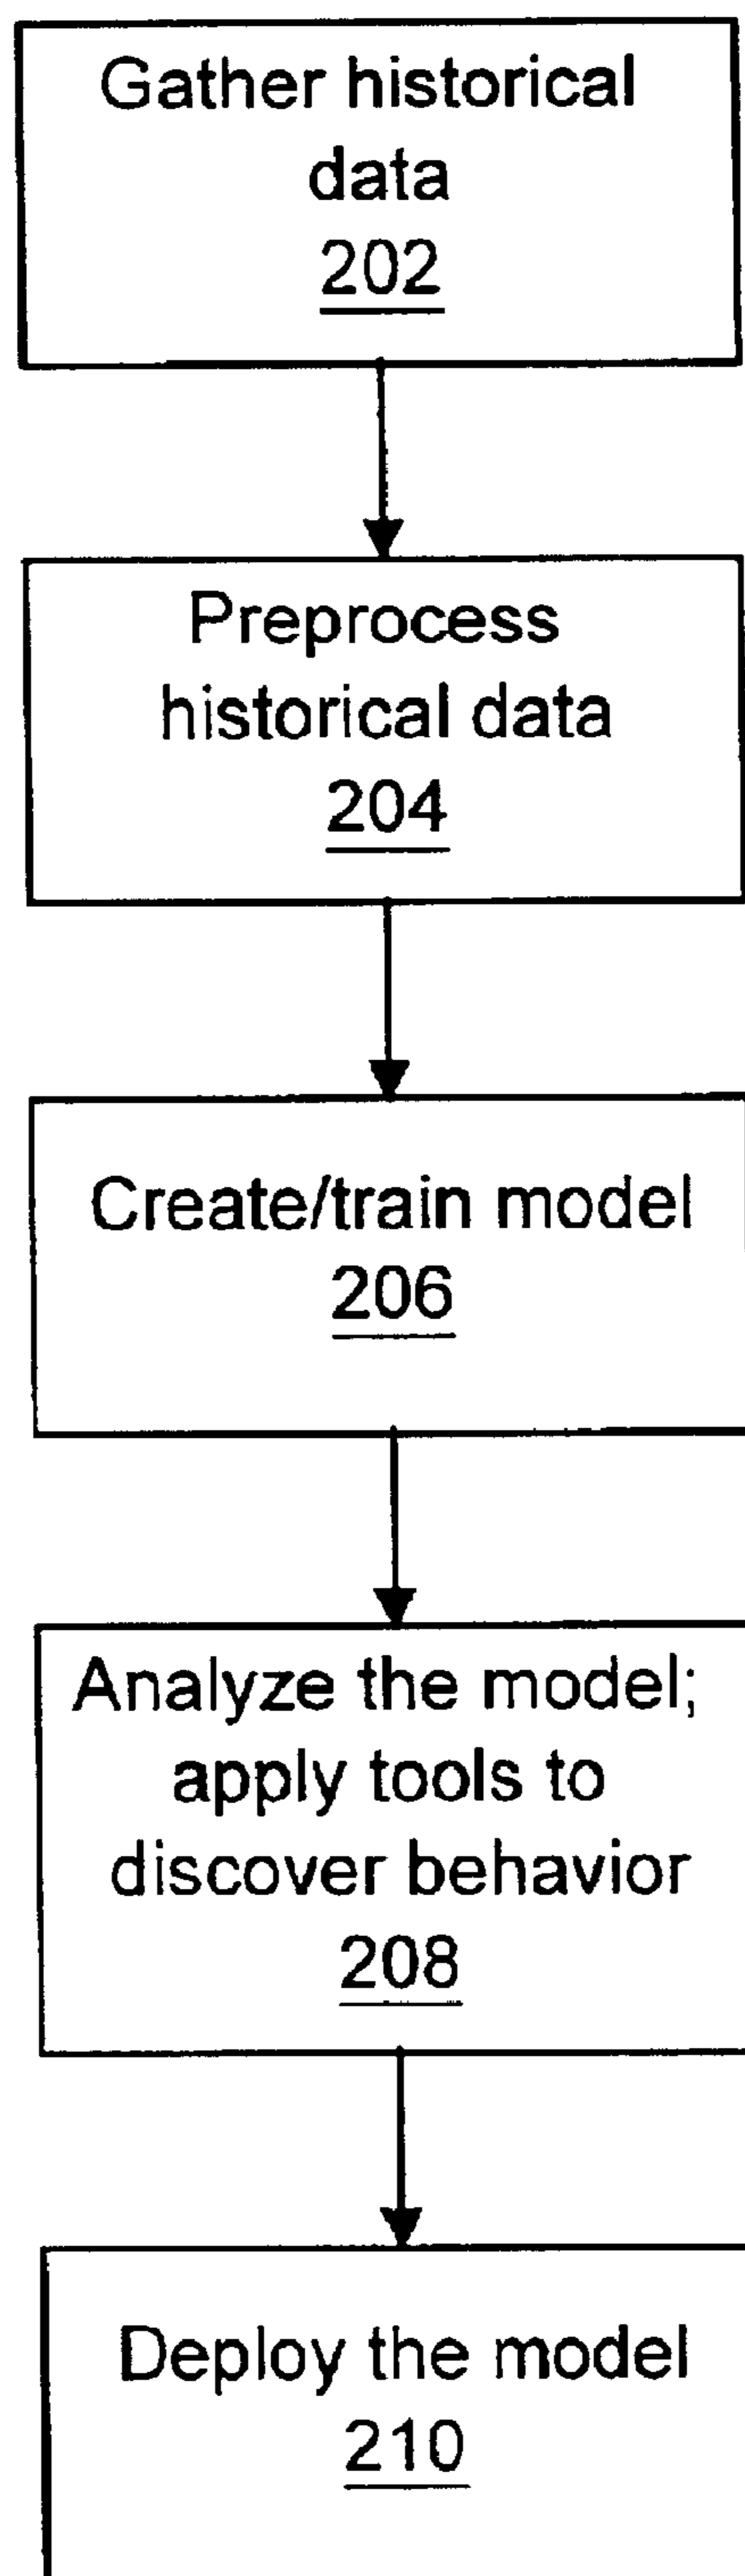 Gather historical
data
202
Preprocess
historical data
204
Create/train model
206
Analyze the model;
apply tools to
discover behavior
208
Deploy the model
210